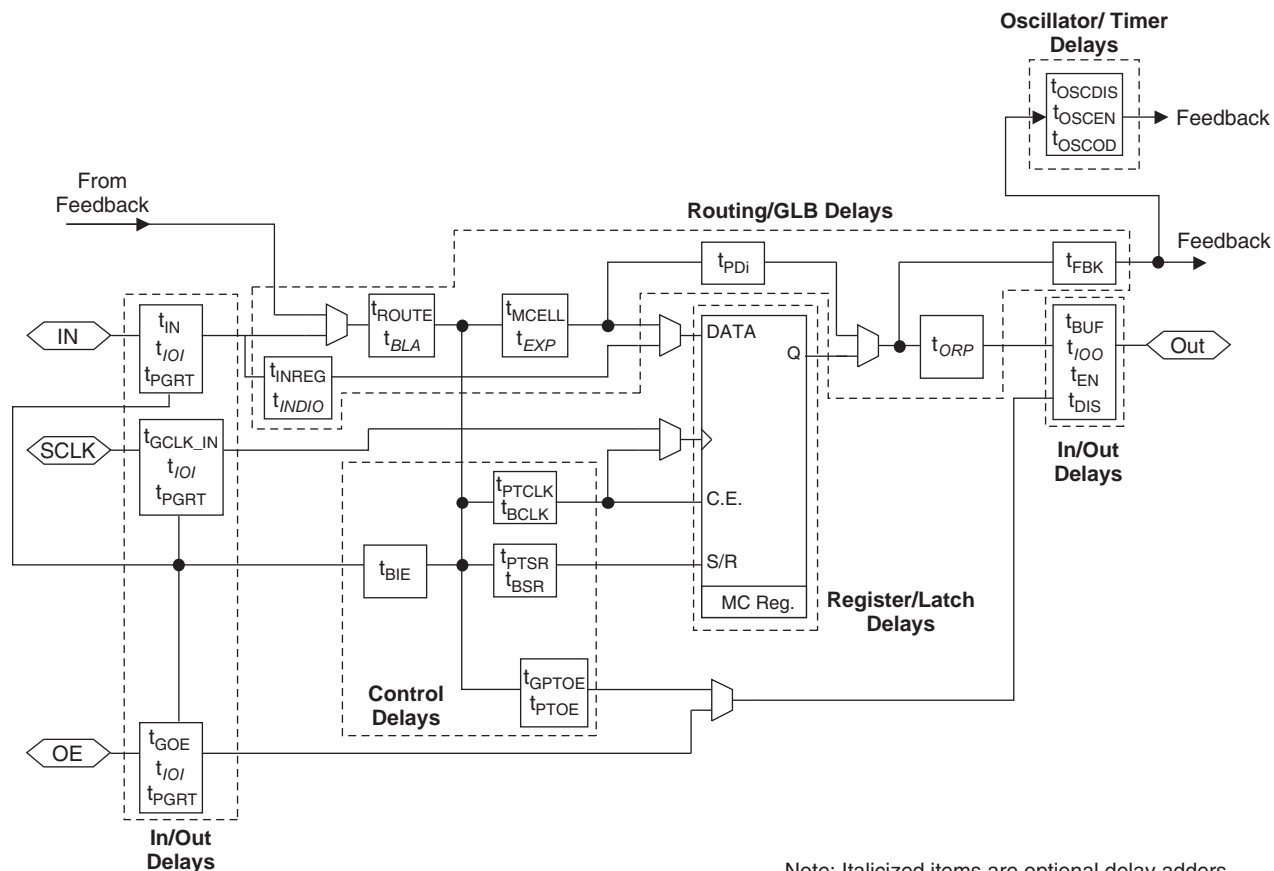 Oscillator/ Timer
Delays
tOSCDIS
tOSCEN
tOSCOD
Feedback
From
Feedback
Routing/GLB Delays
Feedback
tPDi
tFBK
IN
tIN
tIOI
tPGRT
tROUTE
tBLA
tMCELL
tEXP
DATA
Q
tORP
tBUF
tIOO
tEN
tDIS
Out
tINREG
tINDIO
SCLK
tGCLK_IN
tIOI
tPGRT
In/Out
Delays
tPTCLK
tBCLK
C.E.
tBIE
tPTSR
tBSR
S/R
MC Reg.
Register/Latch
Delays
Control
Delays
tGPTOE
tPTOE
OE
tGOE
tIOI
tPGRT
In/Out
Delays
Note: Italicized items are optional delay adders